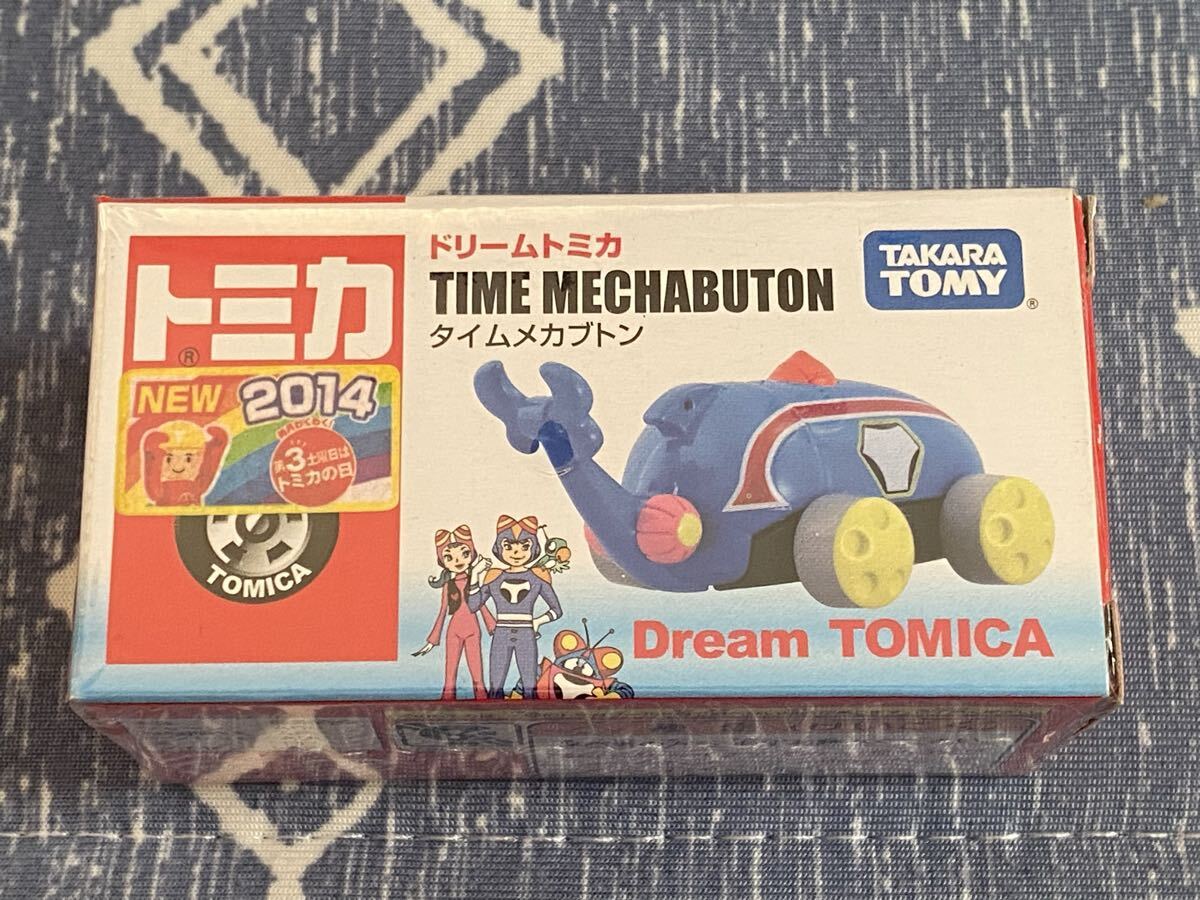 トミカ
®
NEW
2014
第3土曜日は
トミカの日
TOMICA
ドリームトミカ
TIME MECHABUTON
タイムメカブトン
TAKARA
TOMY
®
Dream TOMICA